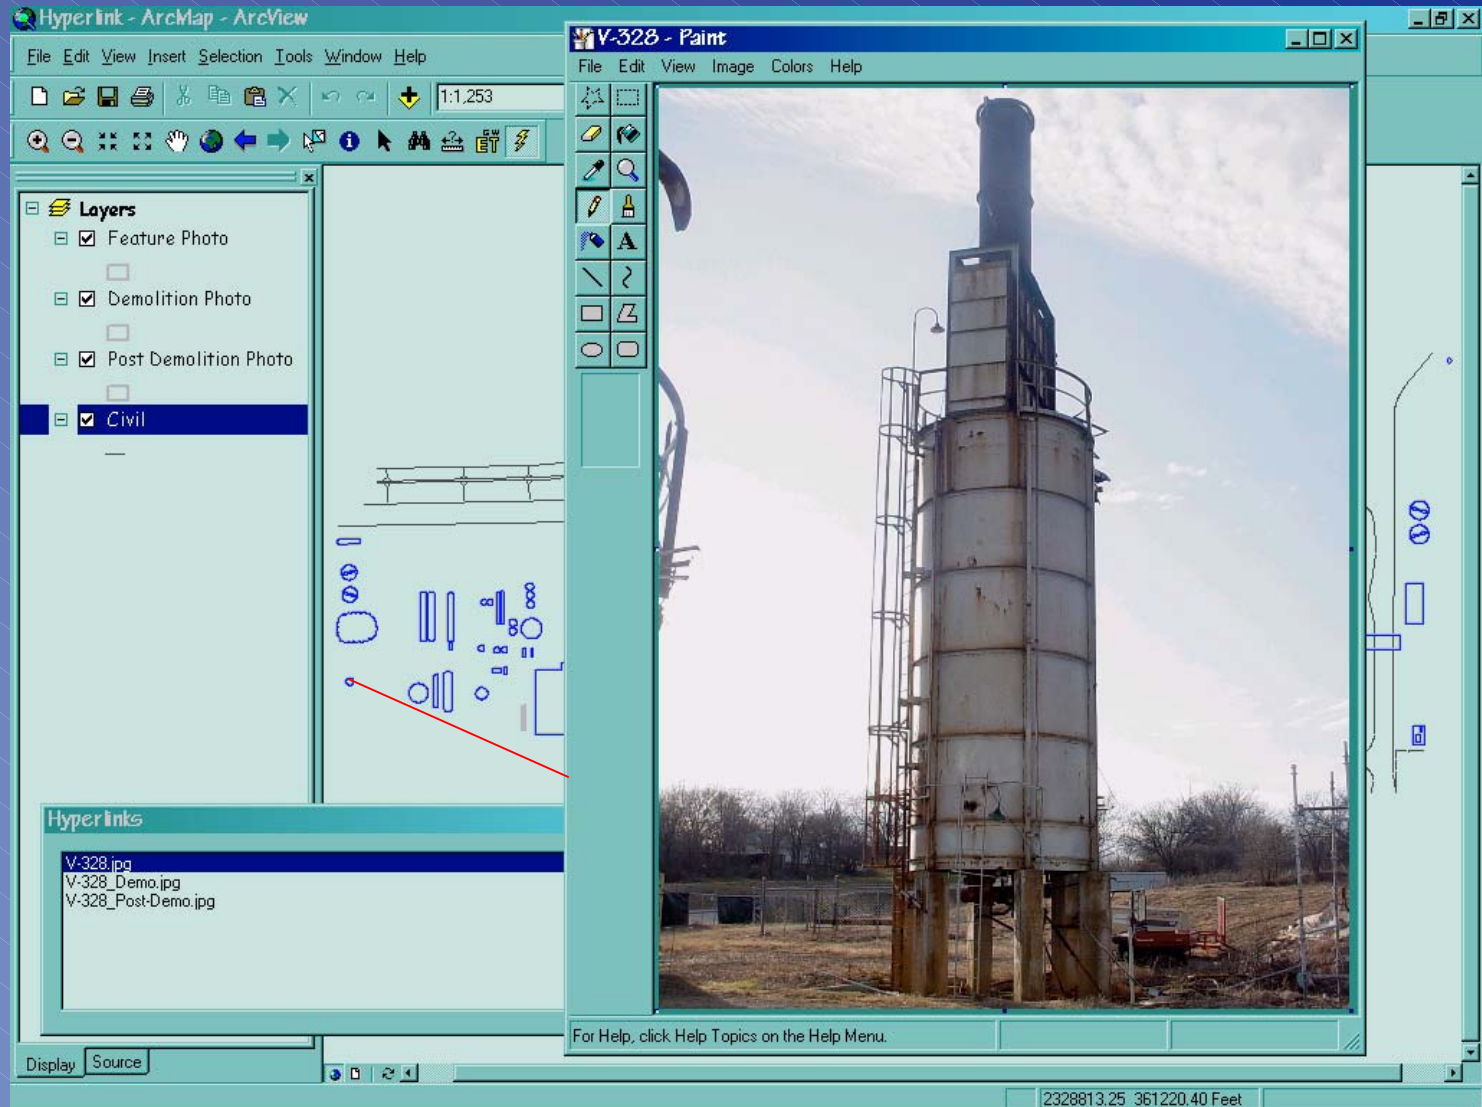 Hyperlink - ArcMap - ArcView
File Edit View Insert Selection Tools Window Help
1:1,253
ET
GW
Layers
Feature Photo
Demolition Photo
Post Demolition Photo
Civil
Hyperlinks
V-328.jpg
V-328_Demo.jpg
V-328_Post-Demo.jpg
Display Source
V-328 - Paint
File Edit View Image Colors Help
A
For Help, click Help Topics on the Help Menu.
2328813.25 361220.40 Feet